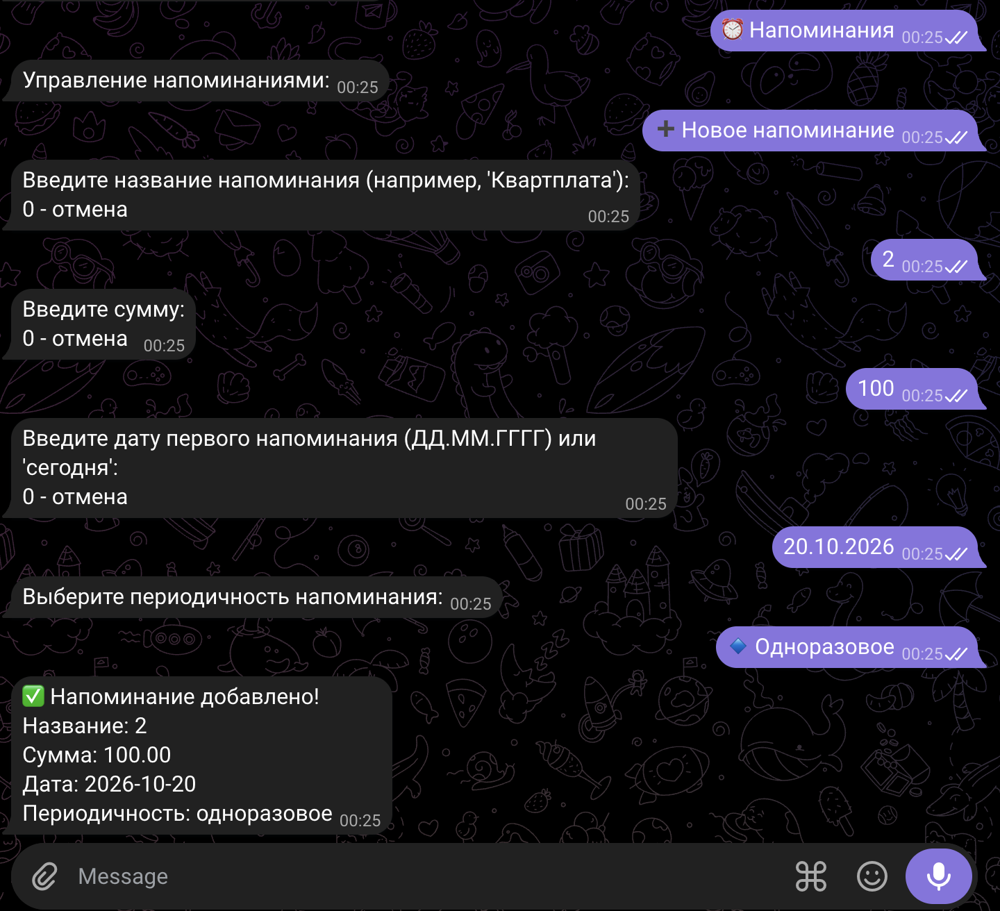 ⏰ Напоминания 00:25
Управление напоминаниями: 00:25
➕ Новое напоминание 00:25
Введите название напоминания (например, 'Квартплата'):
0 - отмена 00:25
2 00:25
Введите сумму:
0 - отмена 00:25
100 00:25
Введите дату первого напоминания (ДД.ММ.ГГГГ) или
'сегодня':
0 - отмена 00:25
20.10.2026 00:25
Выберите периодичность напоминания: 00:25
🔹 Одноразовое 00:25
✅ Напоминание добавлено!
Название: 2
Сумма: 100.00
Дата: 2026-10-20
Периодичность: одноразовое 00:25
Message